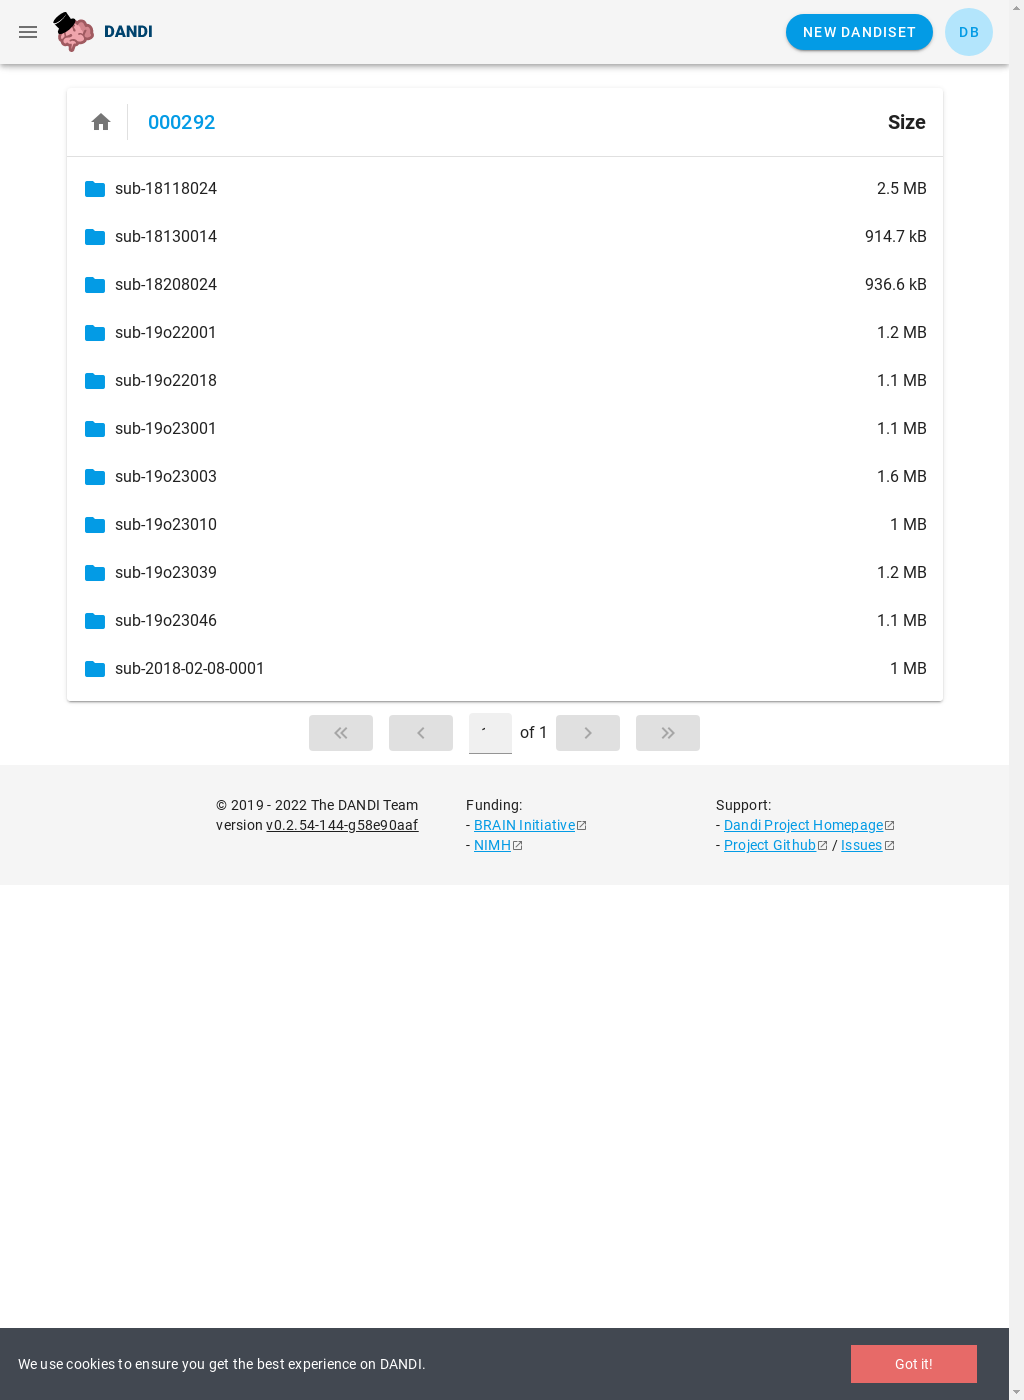 DANDI
NEW DANDISET
DB
000292
Size
sub-18118024 2.5 MB
sub-18130014 914.7 kB
sub-18208024 936.6 kB
sub-19o22001 1.2 MB
sub-19o22018 1.1 MB
sub-19o23001 1.1 MB
sub-19o23003 1.6 MB
sub-19o23010 1 MB
sub-19o23039 1.2 MB
sub-19o23046 1.1 MB
sub-2018-02-08-0001 1 MB
of 1
© 2019 - 2022 The DANDI Team
version v0.2.54-144-g58e90aaf
Funding:
- BRAIN Initiative
- NIMH
Support:
- Dandi Project Homepage
- Project Github / Issues
We use cookies to ensure you get the best experience on DANDI.
Got it!